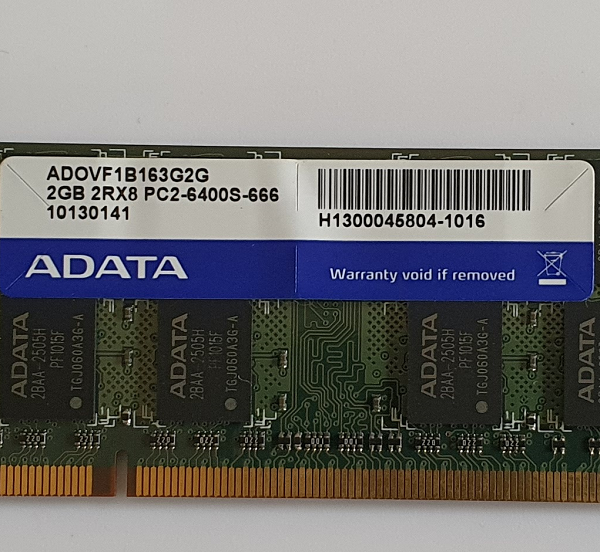 ADOVF1B163G2G
2GB 2RX8 PC2-6400S-666
10130141
H1300045804-1016
ADATA
Warranty void if removed
ADATA
2BAA-2505H
PF1015F
TGJ060A3G-A
ADATA
2BAA-2505H
PF1015F
TGJ060A3G-A
ADATA
2BAA-2505H
PF1015F
TGJ060A3G-A
ADATA